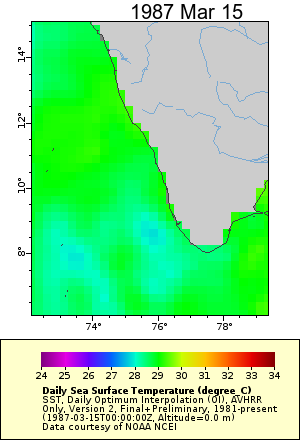 1987 Mar 15
14°
12°
10°
8°
74°
76°
78°
24 25 26 27 28 29 30 31 32 33 34
Daily Sea Surface Temperature (degree_C)
SST, Daily Optimum Interpolation (OI), AVHRR
Only, Version 2, Final+Preliminary, 1981-present
(1987-03-15T00:00:00Z, Altitude=0.0 m)
Data courtesy of NOAA NCEI